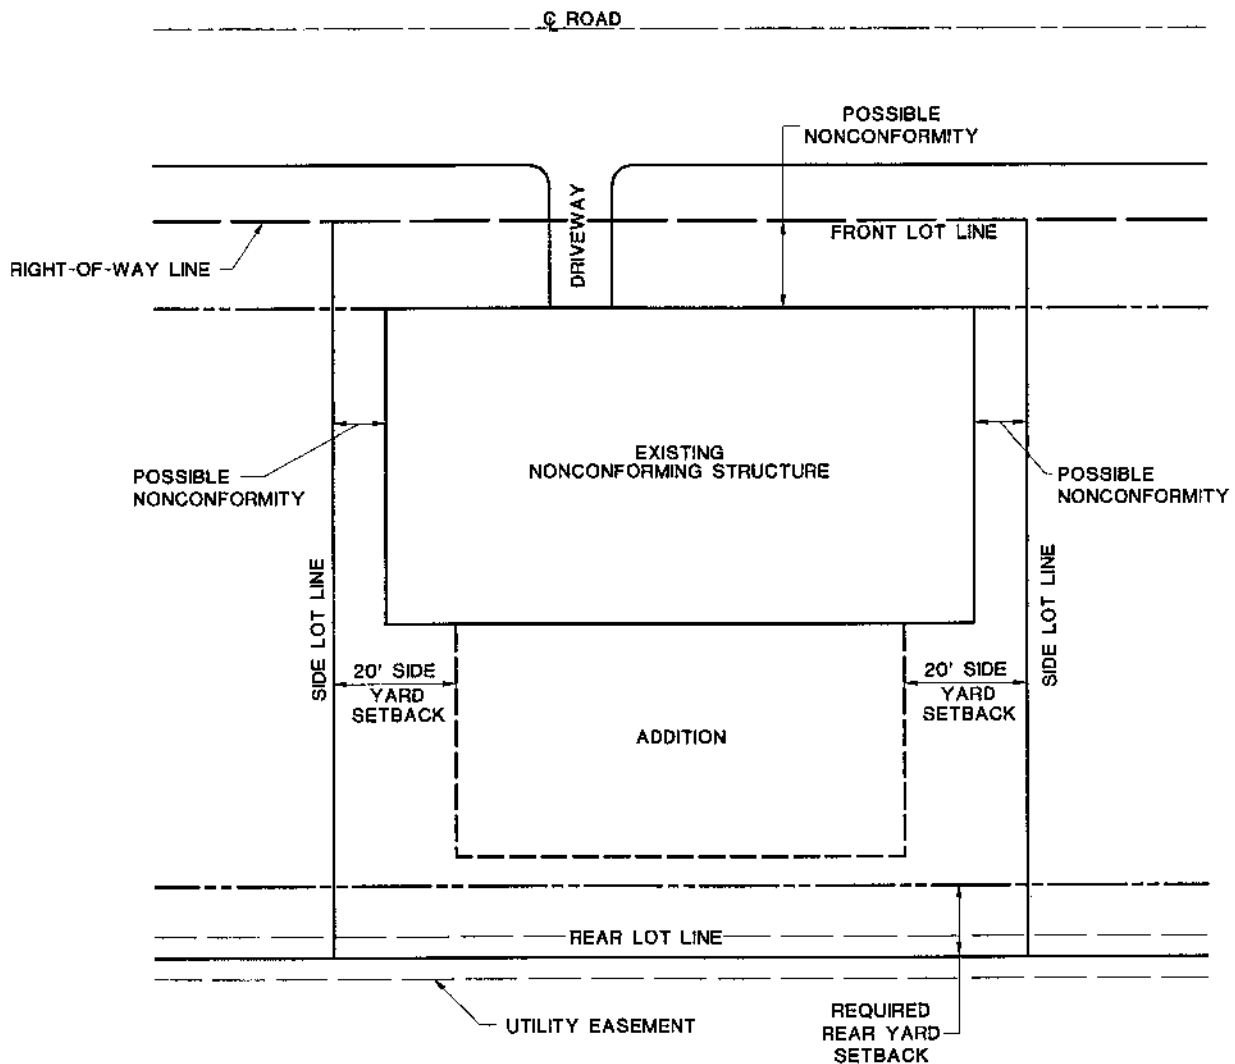 ℄ ROAD
POSSIBLE
NONCONFORMITY
DRIVEWAY
FRONT LOT LINE
RIGHT-OF-WAY LINE
EXISTING
NONCONFORMING STRUCTURE
POSSIBLE
NONCONFORMITY
POSSIBLE
NONCONFORMITY
SIDE LOT LINE
SIDE LOT LINE
20' SIDE
YARD
SETBACK
20' SIDE
YARD
SETBACK
ADDITION
REAR LOT LINE
UTILITY EASEMENT
REQUIRED
REAR YARD
SETBACK